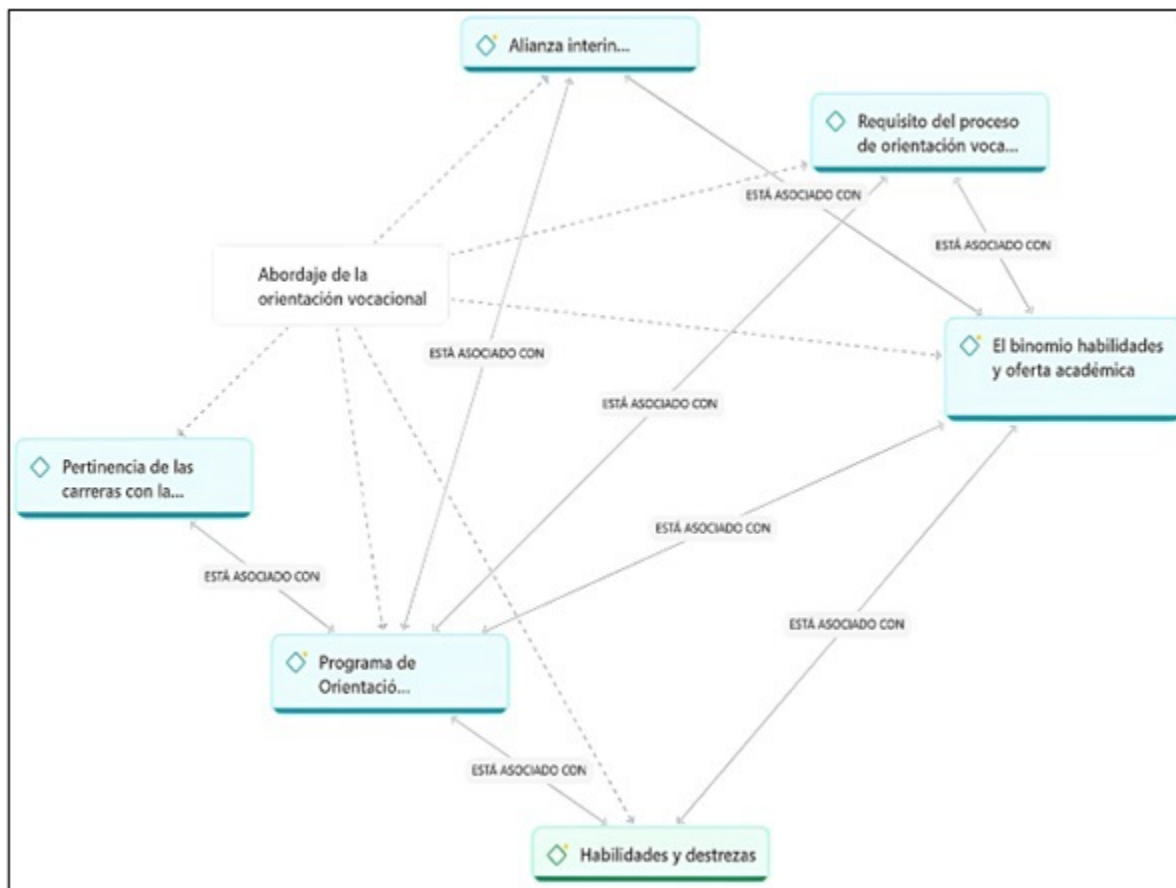 Alianza interin...
Requisito del proceso
de orientación voca...
ESTÁ ASOCIADO CON
ESTÁ ASOCIADO CON
Abordaje de la
orientación vocacional
El binomio habilidades
y oferta académica
ESTÁ ASOCIADO CON
ESTÁ ASOCIADO CON
Pertinencia de las
carreras con la...
ESTÁ ASOCIADO CON
ESTÁ ASOCIADO CON
ESTÁ ASOCIADO CON
Programa de
Orientació...
ESTÁ ASOCIADO CON
Habilidades y destrezas